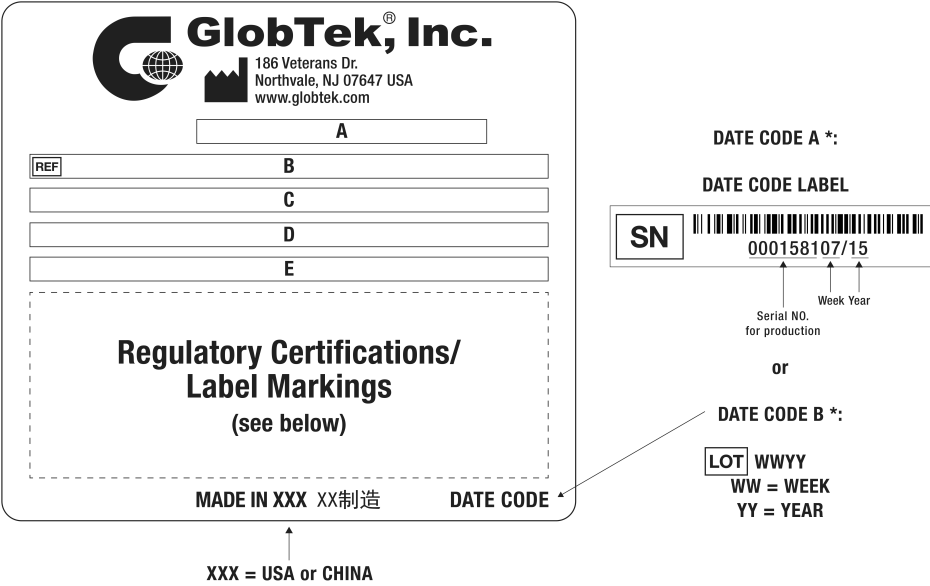 GlobTek®, Inc.
186 Veterans Dr.
Northvale, NJ 07647 USA
www.globtek.com
A
REF B
C
D
E
Regulatory Certifications/
Label Markings
(see below)
MADE IN XXX XX制造 DATE CODE
XXX = USA or CHINA
DATE CODE A *:
DATE CODE LABEL
SN
000158107/15
Week Year
Serial NO.
for production
or
DATE CODE B *:
LOT WWYY
WW = WEEK
YY = YEAR